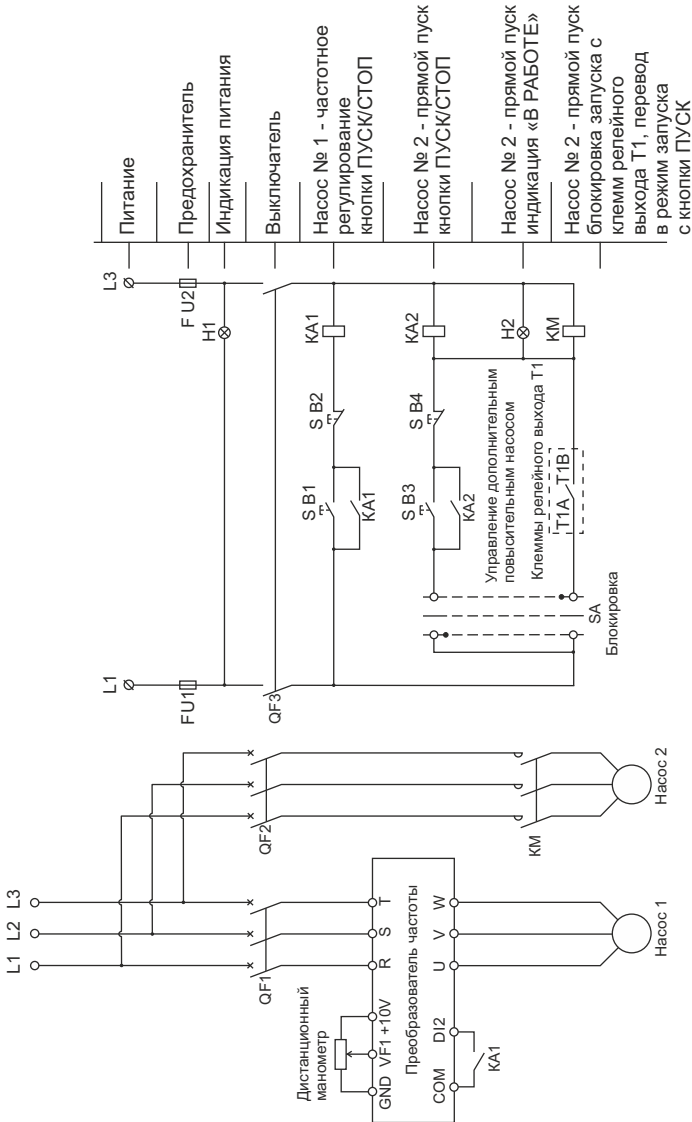 L1
L2
L3
QF1
QF2
Дистанционный
манометр
GND
VF1
+10V
R
S
T
Преобразователь частоты
COM
DI2
U
V
W
KA1
KM
Насос 1
Насос 2
L1
L3
FU1
F U2
H1
QF3
S B1
S B2
KA1
KA1
S B3
S B4
KA2
KA2
Управление дополнительным
повысительным насосом
H2
Клеммы релейного выхода T1
T1A
T1B
KM
SA
Блокировка
Питание
Предохранитель
Индикация питания
Выключатель
Насос № 1 - частотное
регулирование
кнопки ПУСК/СТОП
Насос № 2 - прямой пуск
кнопки ПУСК/СТОП
Насос № 2 - прямой пуск
индикация «В РАБОТЕ»
Насос № 2 - прямой пуск
блокировка запуска с
клемм релейного
выхода T1, перевод
в режим запуска
с кнопки ПУСК